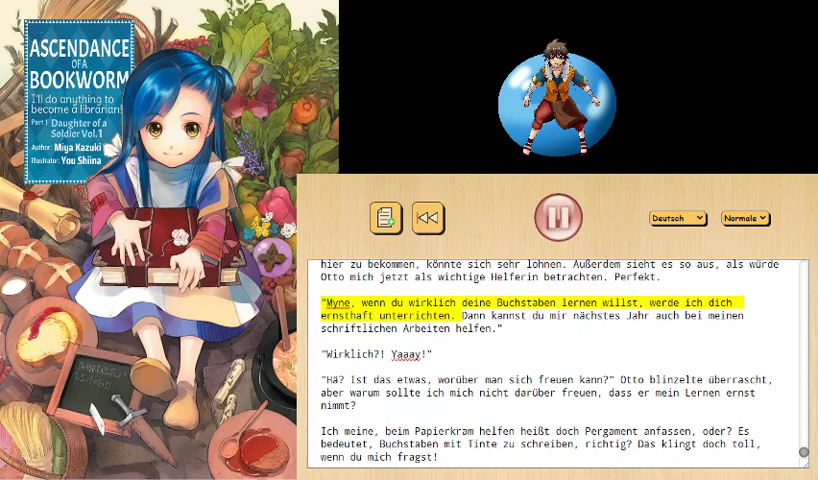 ASCENDANCE
OF A
BOOKWORM
I'll do anything to
become a librarian!
Part 1 Daughter of a
Soldier Vol.1
Author: Miya Kazuki
Illustrator: You Shiina
Deutsch
Normale
hier zu bekommen, könnte sich sehr lohnen. Außerdem sieht es so aus, als würde
Otto mich jetzt als wichtige Helferin betrachten. Perfekt.
"Myne, wenn du wirklich deine Buchstaben lernen willst, werde ich dich
ernsthaft unterrichten. Dann kannst du mir nächstes Jahr auch bei meinen
schriftlichen Arbeiten helfen."
"Wirklich?! Yaaay!"
"Hä? Ist das etwas, worüber man sich freuen kann?" Otto blinzelte überrascht,
aber warum sollte ich mich nicht darüber freuen, dass er mein Lernen ernst
nimmt?
Ich meine, beim Papierkram helfen heißt doch Pergament anfassen, oder? Es
bedeutet, Buchstaben mit Tinte zu schreiben, richtig? Das klingt doch toll,
wenn du mich fragst!